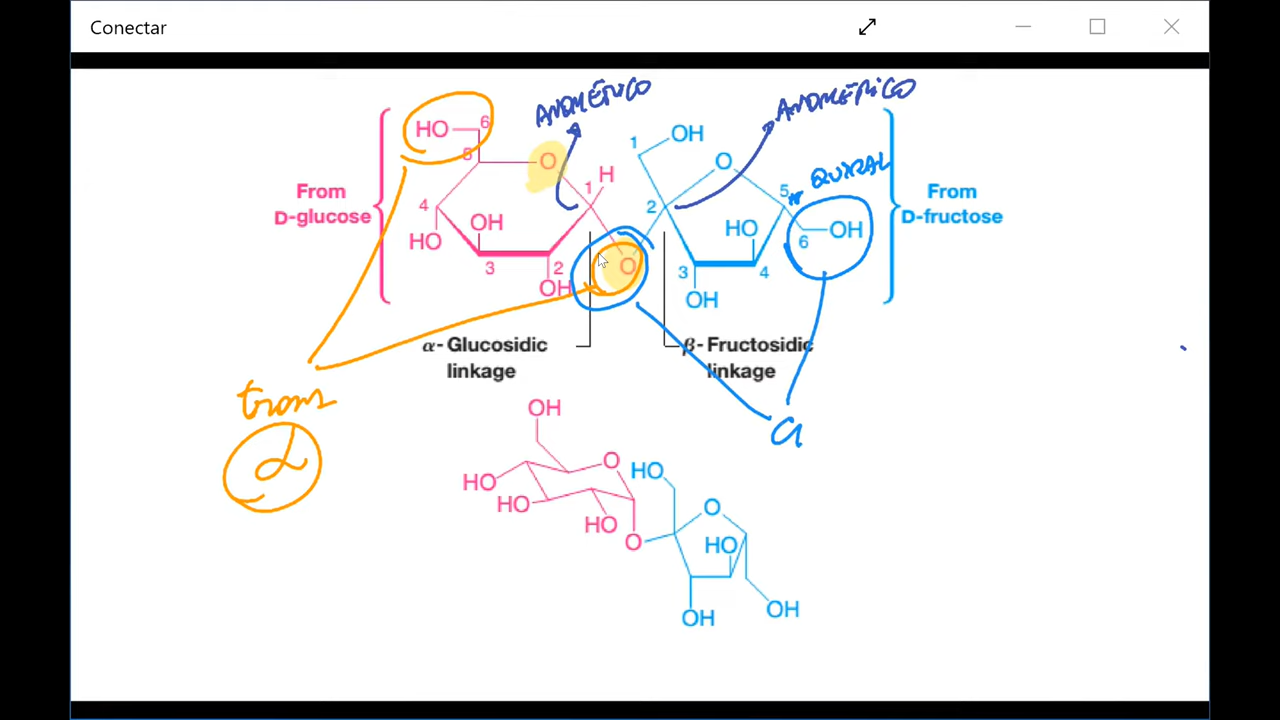 Conectar
ANOMÉRICO
ANOMÉRICO
HO
6
5
O
1
H
4
OH
HO
3
2
OH
O
From
D-glucose
1
OH
O
5
QUIRAL
2
HO
6
OH
3
4
OH
From
D-fructose
α-Glucosidic
linkage
β-Fructosidic
linkage
trans
α
OH
O
HO
HO
HO
O
HO
O
HO
OH
OH